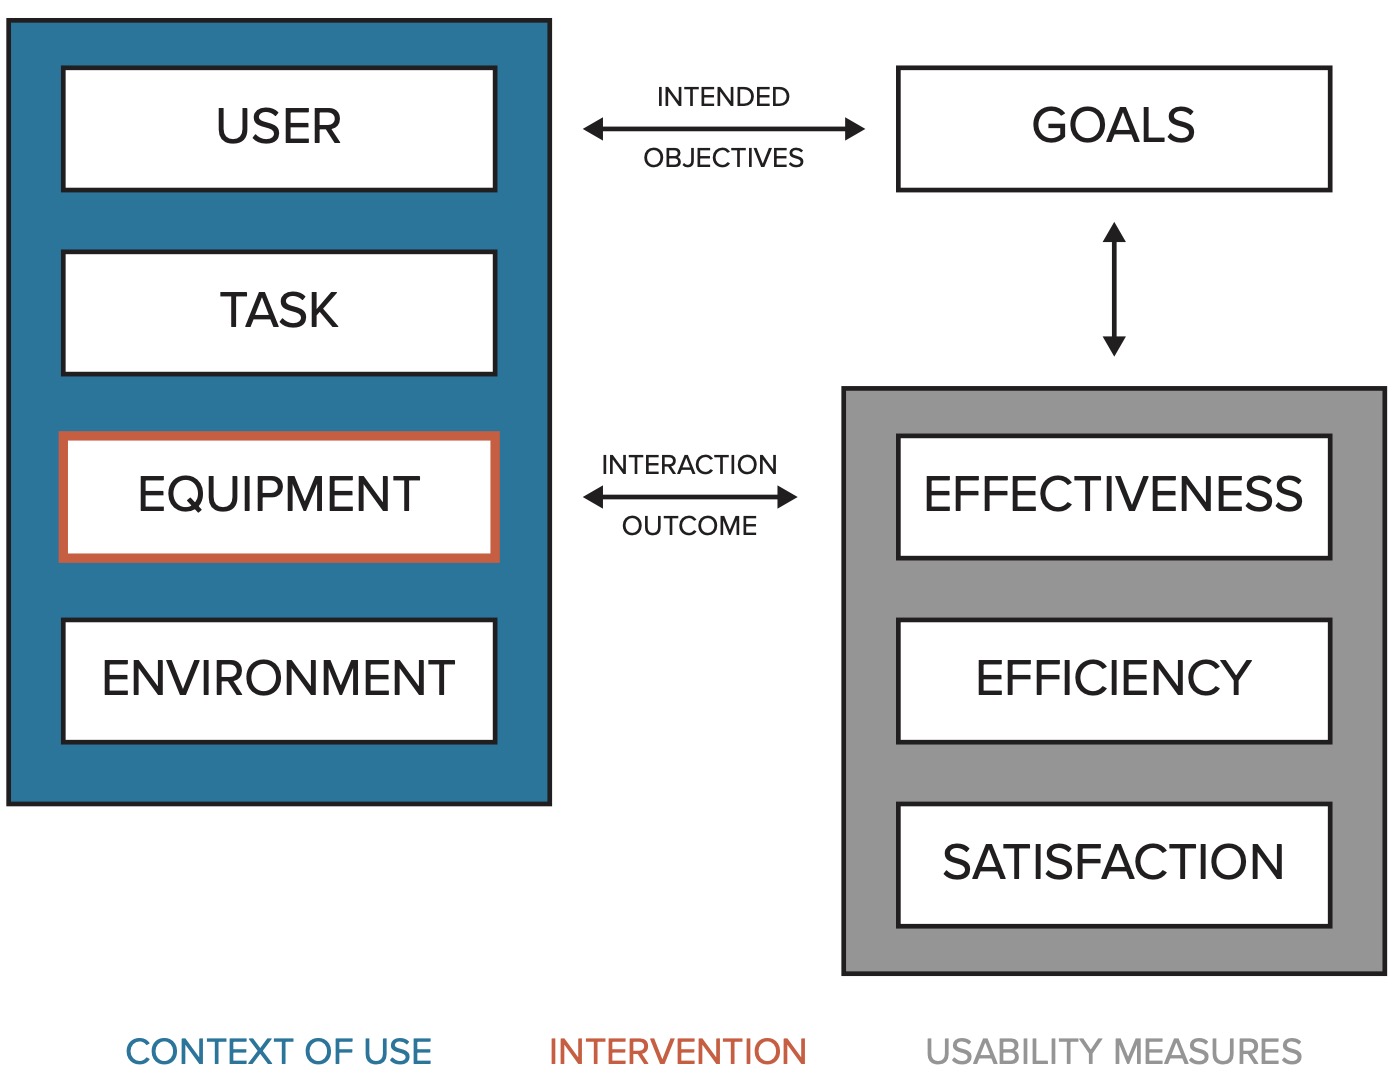 USER
TASK
EQUIPMENT
ENVIRONMENT
INTENDED
OBJECTIVES
INTERACTION
OUTCOME
GOALS
EFFECTIVENESS
EFFICIENCY
SATISFACTION
CONTEXT OF USE
INTERVENTION
USABILITY MEASURES